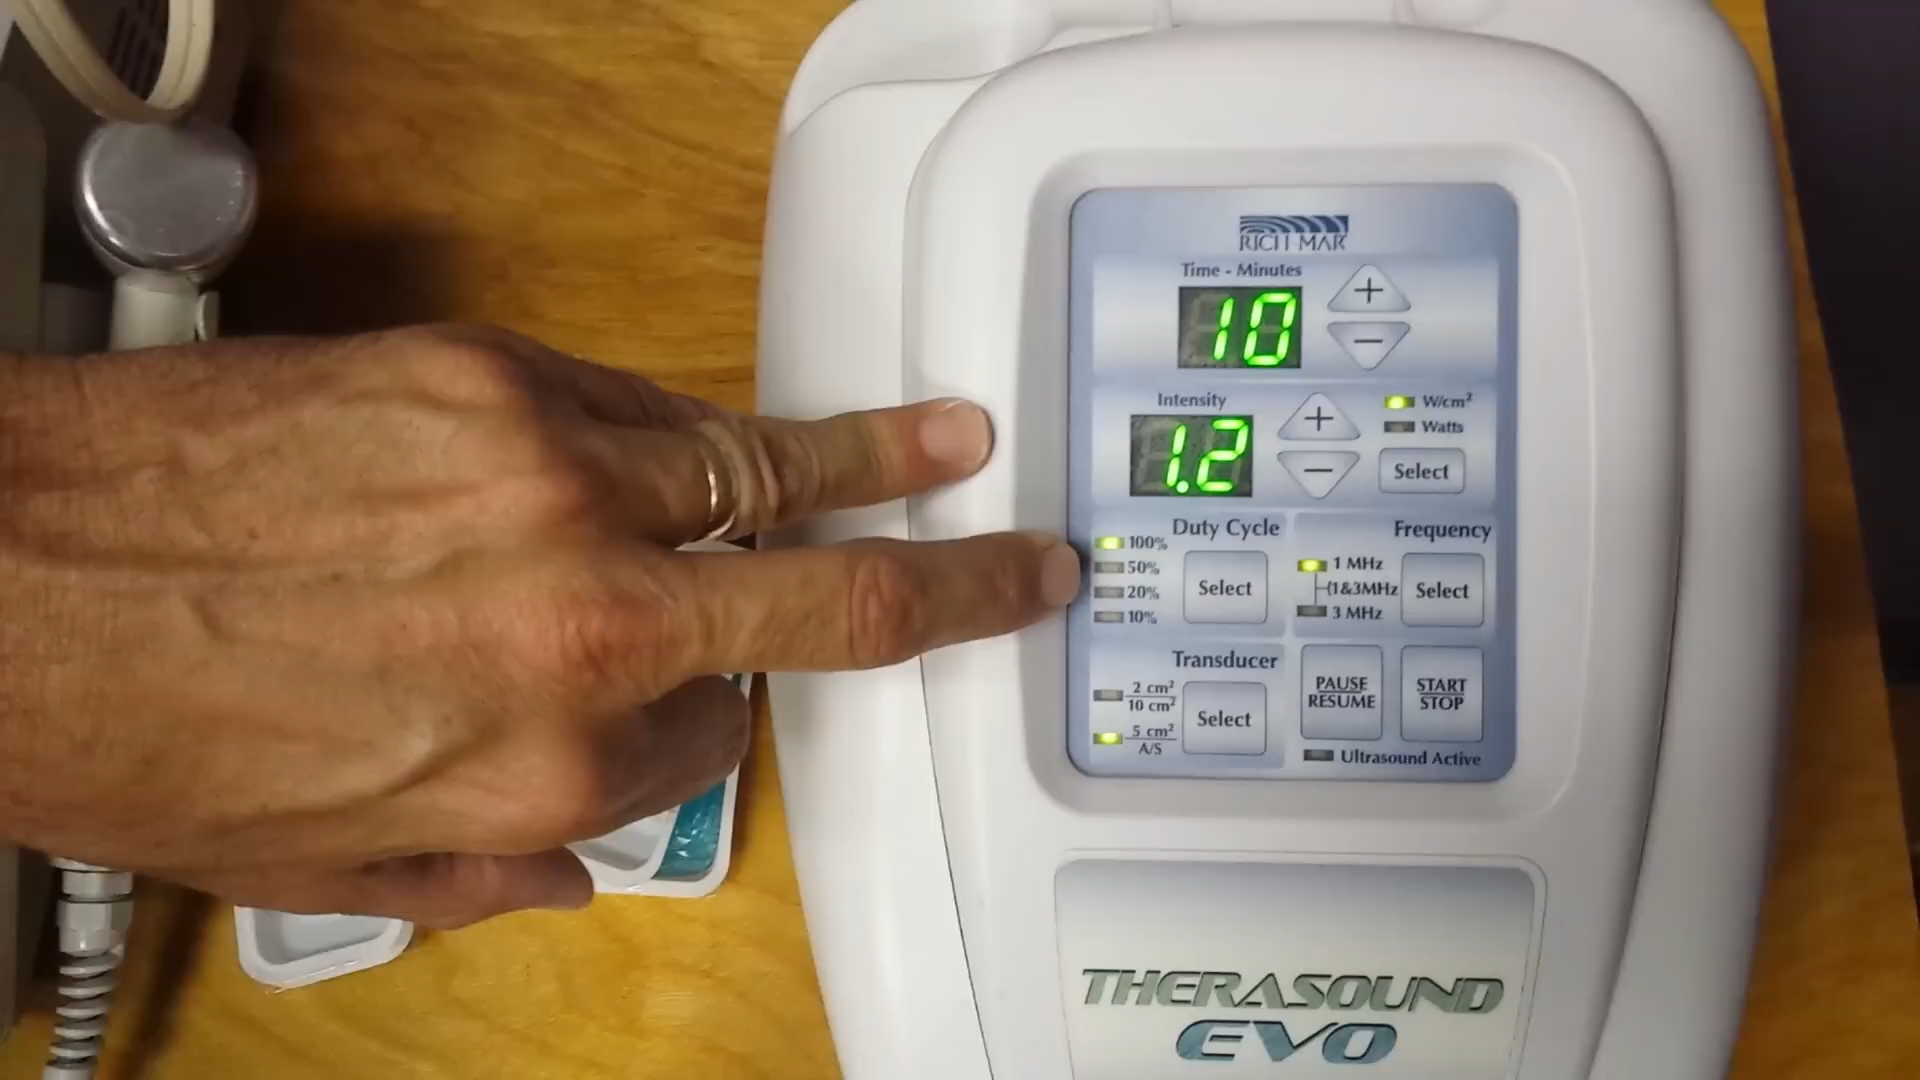 RICH MAR
Time - Minutes
+
10
−
Intensity
+
1.2
−
W/cm²
Watts
Select
Duty Cycle
100%
50%
20%
10%
Select
Frequency
1 MHz
(1&3MHz
3 MHz
Select
Transducer
2 cm²
10 cm²
5 cm²
A/S
Select
PAUSE
RESUME
START
STOP
Ultrasound Active
THERASOUND
EVO